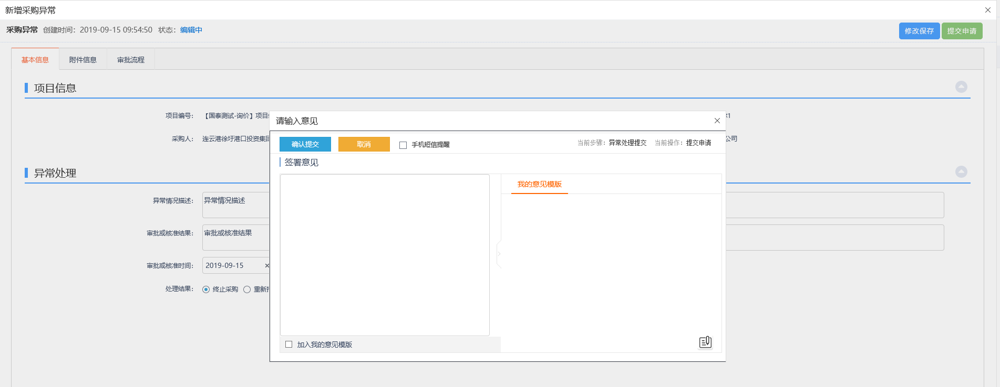 新增采购异常
采购异常 创建时间：2019-09-15 09:54:50 状态：编辑中
修改保存 提交申请
基本信息 附件信息 审批流程
项目信息
项目编号： 【国泰测试-询价】项目
采购人： 连云港徐圩港口投资集团
公司
请输入意见
确认提交 取消 手机短信提醒 当前步骤：异常处理提交 当前操作：提交申请
签署意见
我的意见模版
加入我的意见模版
异常处理
异常情况描述： 异常情况描述
审批或核准结果： 审批或核准结果
审批或核准时间： 2019-09-15
处理结果： 终止采购 重新